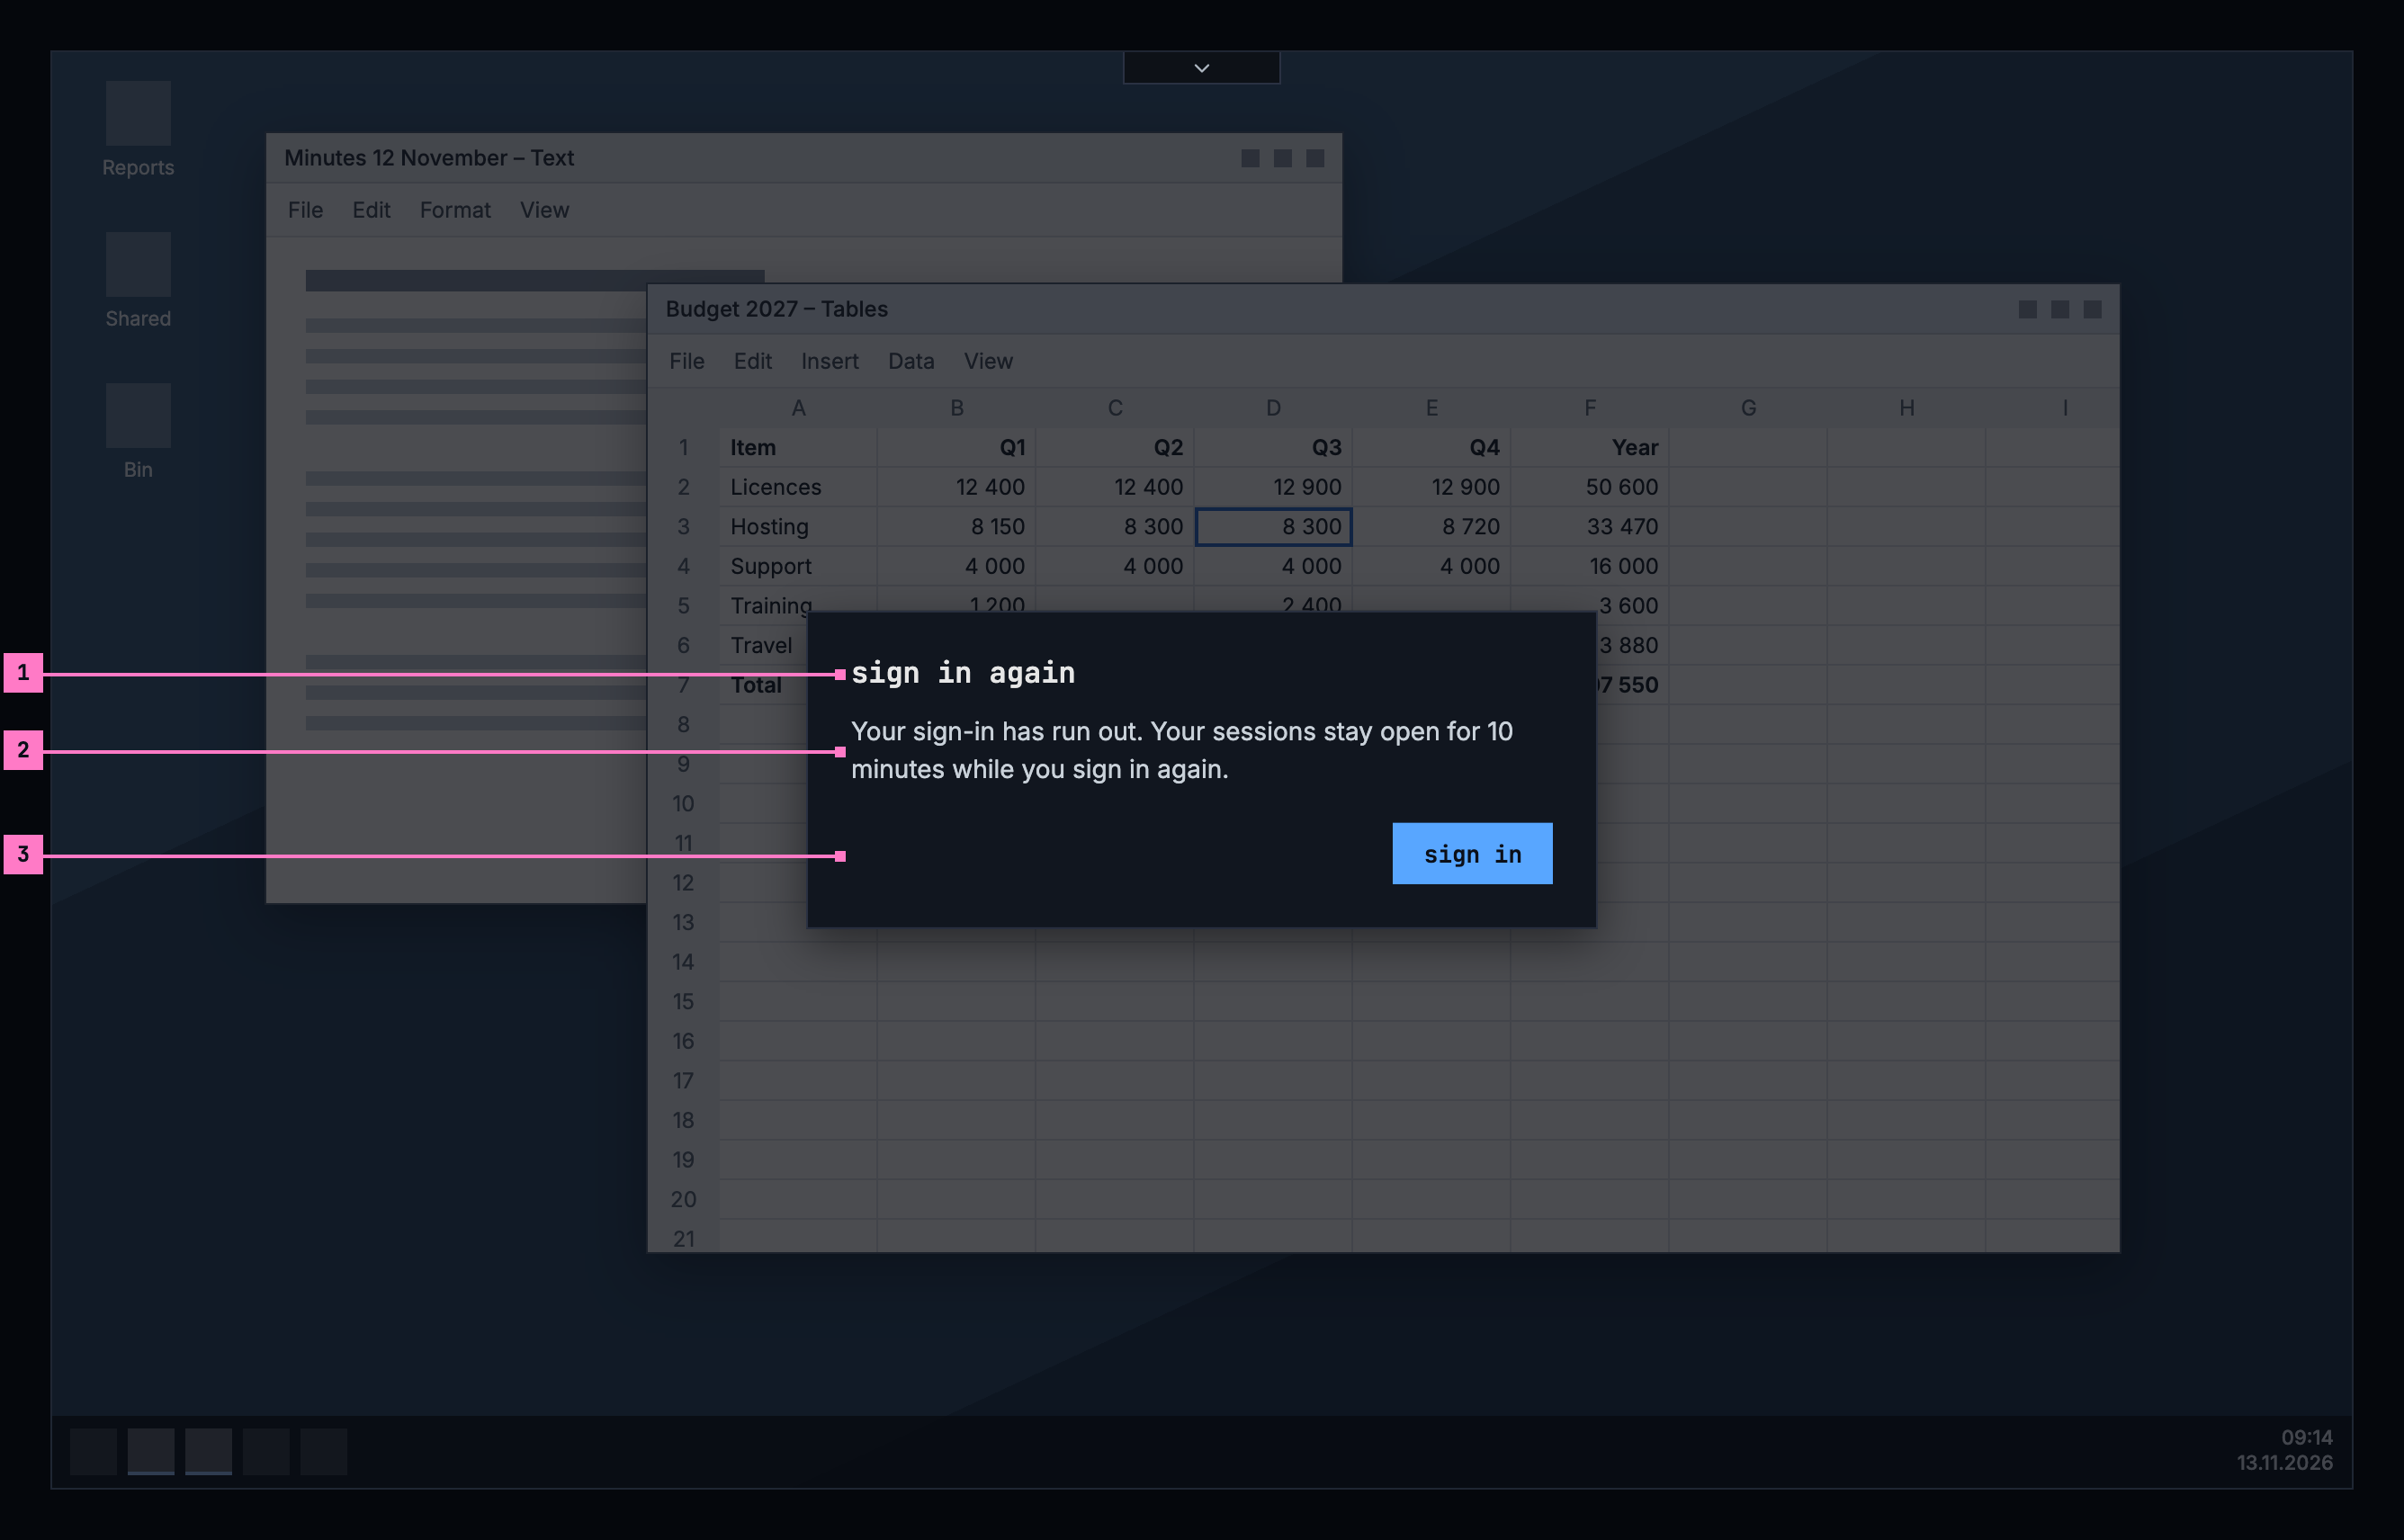 Reports
Shared
Bin
Minutes 12 November – Text
File Edit Format View
Budget 2027 – Tables
File Edit Insert Data View
A B C D E F G H I
1 Item Q1 Q2 Q3 Q4 Year
2 Licences 12 400 12 400 12 900 12 900 50 600
3 Hosting 8 150 8 300 8 300 8 720 33 470
4 Support 4 000 4 000 4 000 4 000 16 000
5 Training 1 200 2 400 3 600
6 Travel 3 880
7 Total 7 550
8
9
10
11
12
13
14
15
16
17
18
19
20
21
1
sign in again
2
Your sign-in has run out. Your sessions stay open for 10
minutes while you sign in again.
3
sign in
09:14
13.11.2026